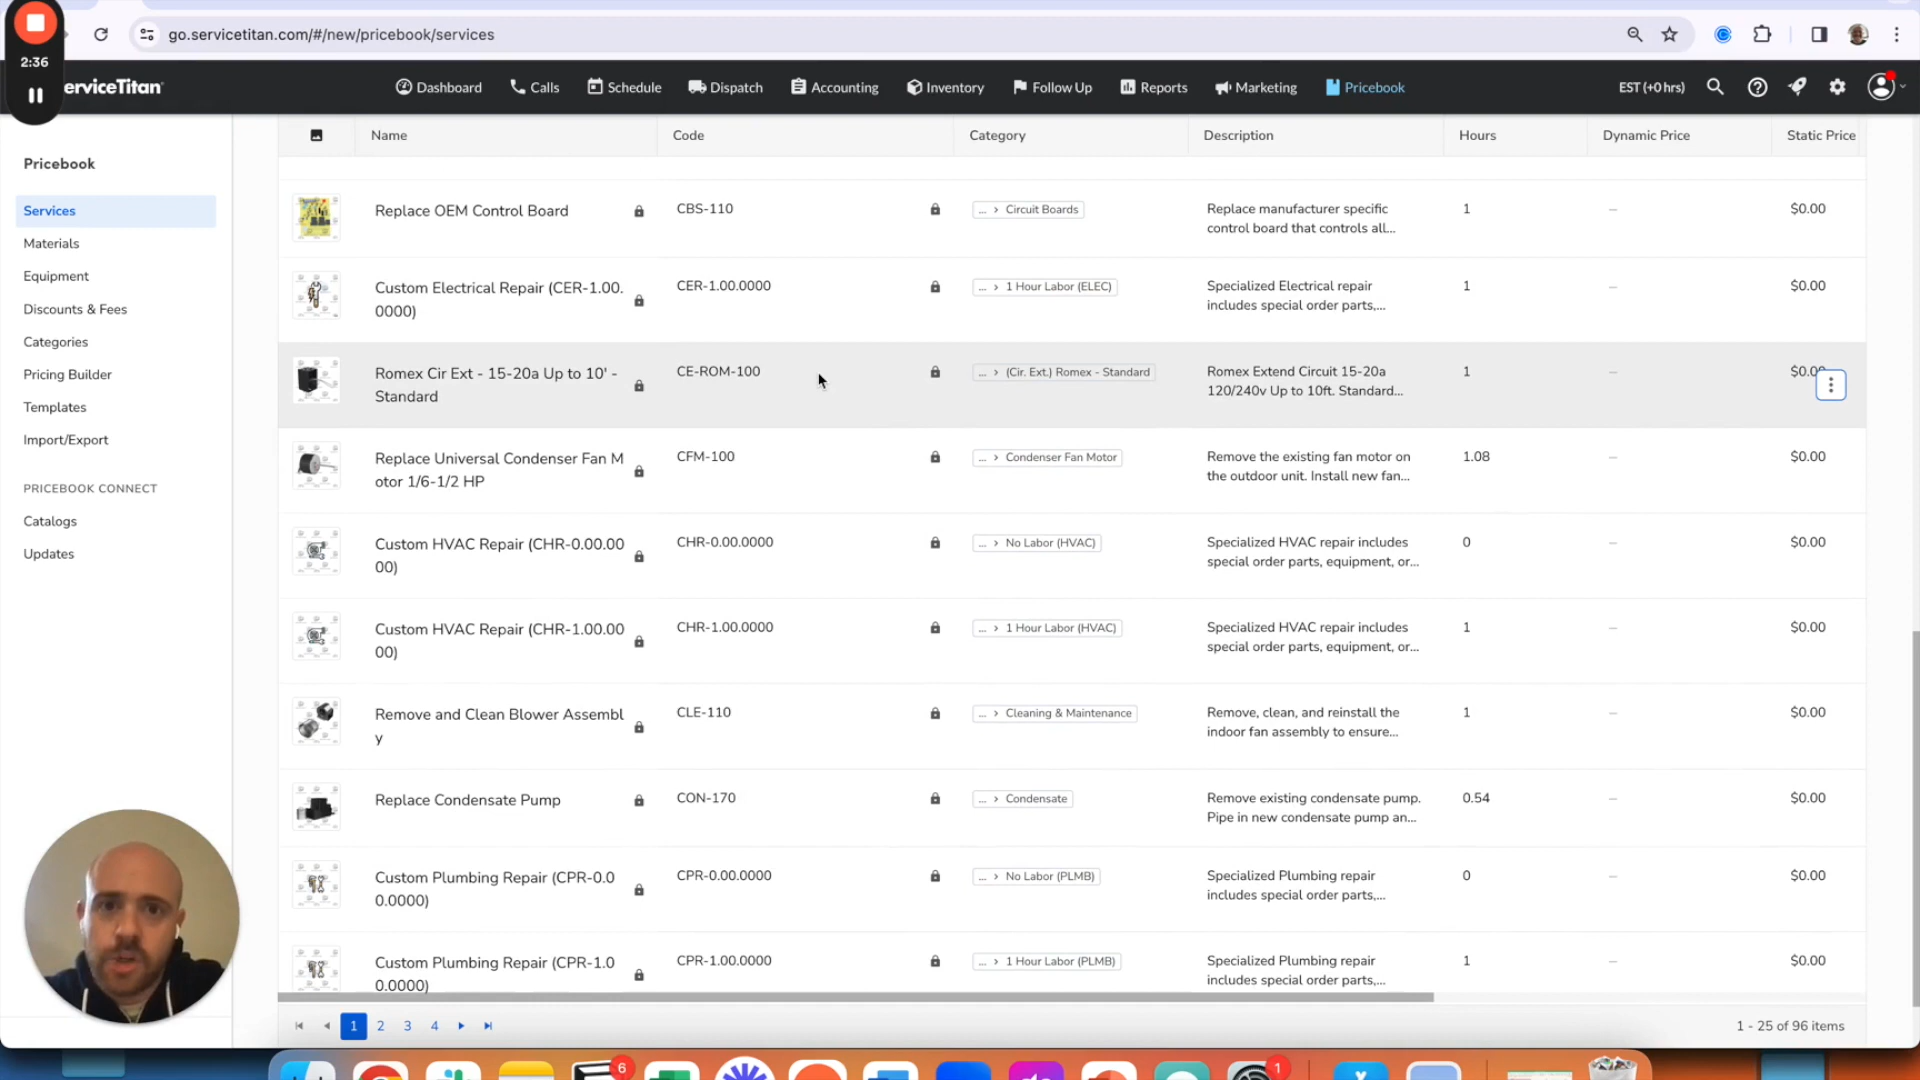 go.servicetitan.com/#/new/pricebook/services
2:36
erviceTitan
Dashboard Calls Schedule Dispatch Accounting Inventory Follow Up Reports Marketing Pricebook EST (+0 hrs)
Pricebook
Services
Materials
Equipment
Discounts & Fees
Categories
Pricing Builder
Templates
Import/Export
PRICEBOOK CONNECT
Catalogs
Updates
Name Code Category Description Hours Dynamic Price Static Price
Replace OEM Control Board CBS-110 ... › Circuit Boards Replace manufacturer specific 1 – $0.00
control board that controls all...
Custom Electrical Repair (CER-1.00. CER-1.00.0000 ... › 1 Hour Labor (ELEC) Specialized Electrical repair 1 – $0.00
0000) includes special order parts,...
Romex Cir Ext - 15-20a Up to 10' - CE-ROM-100 ... › (Cir. Ext.) Romex - Standard Romex Extend Circuit 15-20a 1 – $0.00
Standard 120/240v Up to 10ft. Standard...
Replace Universal Condenser Fan M CFM-100 ... › Condenser Fan Motor Remove the existing fan motor on 1.08 – $0.00
otor 1/6-1/2 HP the outdoor unit. Install new fan...
Custom HVAC Repair (CHR-0.00.00 CHR-0.00.0000 ... › No Labor (HVAC) Specialized HVAC repair includes 0 – $0.00
00) special order parts, equipment, or...
Custom HVAC Repair (CHR-1.00.00 CHR-1.00.0000 ... › 1 Hour Labor (HVAC) Specialized HVAC repair includes 1 – $0.00
00) special order parts, equipment, or...
Remove and Clean Blower Assembl CLE-110 ... › Cleaning & Maintenance Remove, clean, and reinstall the 1 – $0.00
y indoor fan assembly to ensure...
Replace Condensate Pump CON-170 ... › Condensate Remove existing condensate pump. 0.54 – $0.00
Pipe in new condensate pump an...
Custom Plumbing Repair (CPR-0.0 CPR-0.00.0000 ... › No Labor (PLMB) Specialized Plumbing repair 0 – $0.00
0.0000) includes special order parts,...
Custom Plumbing Repair (CPR-1.0 CPR-1.00.0000 ... › 1 Hour Labor (PLMB) Specialized Plumbing repair 1 – $0.00
0.0000) includes special order parts,...
1 2 3 4 1 - 25 of 96 items
6 1